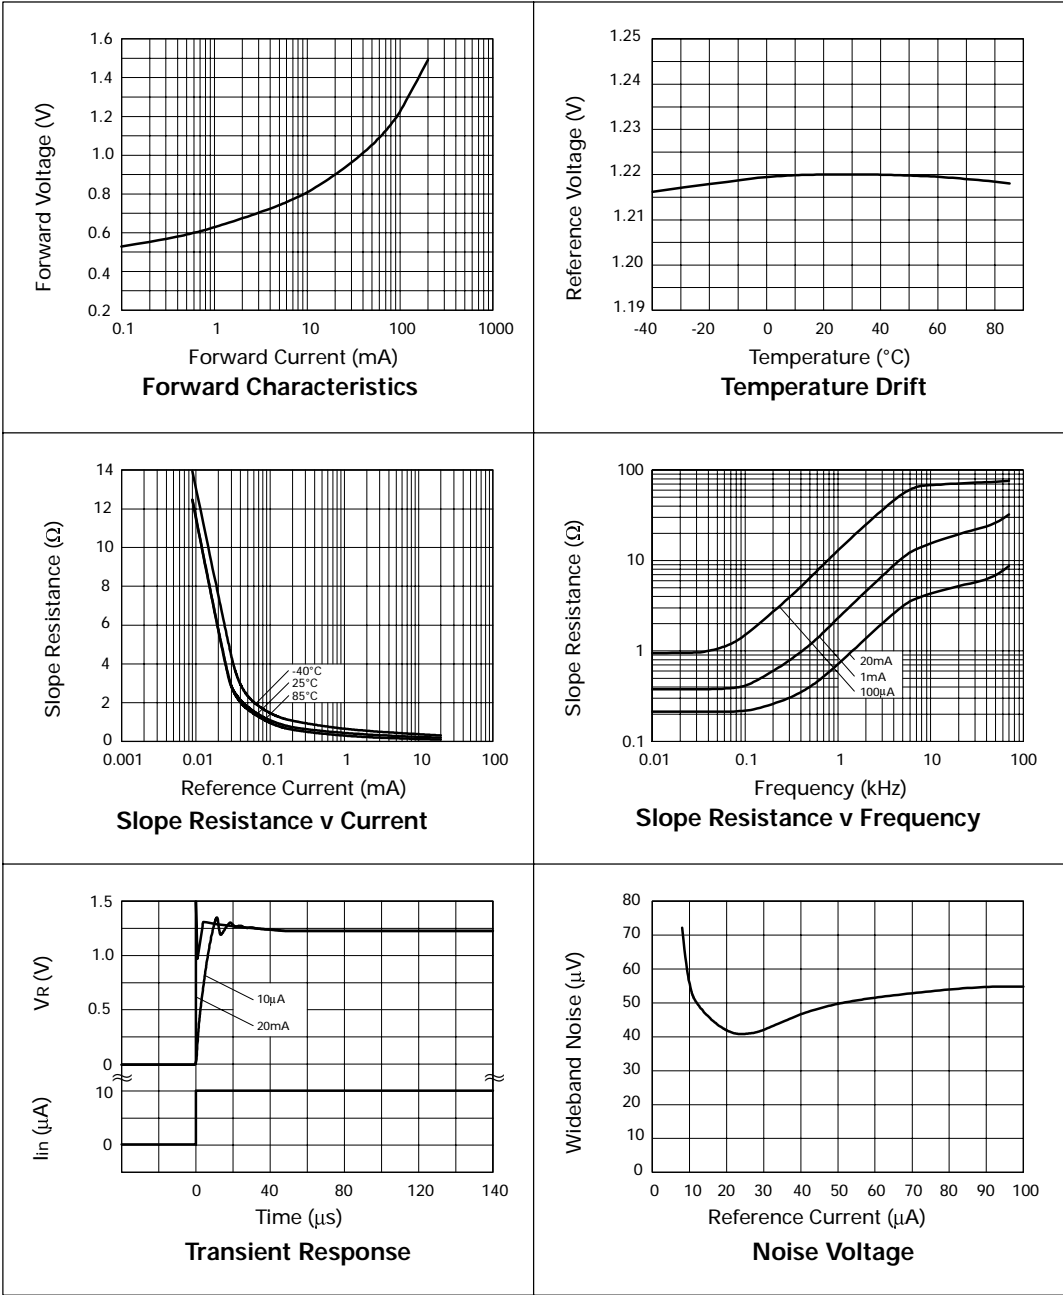 1.6
1.4
1.2
1.0
0.8
0.6
0.4
0.2
Forward Voltage (V)
0.1 1 10 100 1000
Forward Current (mA)
Forward Characteristics
1.25
1.24
1.23
1.22
1.21
1.20
1.19
Reference Voltage (V)
-40 -20 0 20 40 60 80
Temperature (°C)
Temperature Drift
14
12
10
8
6
4
2
0
Slope Resistance (Ω)
-40°C
25°C
85°C
0.001 0.01 0.1 1 10 100
Reference Current (mA)
Slope Resistance v Current
100
10
1
0.1
Slope Resistance (Ω)
20mA
1mA
100µA
0.01 0.1 1 10 100
Frequency (kHz)
Slope Resistance v Frequency
1.5
1.0
0.5
0
VR (V)
10µA
20mA
10
0
Iin (µA)
0 40 80 120 140
Time (µs)
Transient Response
80
70
60
50
40
30
20
10
0
Wideband Noise (µV)
0 10 20 30 40 50 60 70 80 90 100
Reference Current (µA)
Noise Voltage